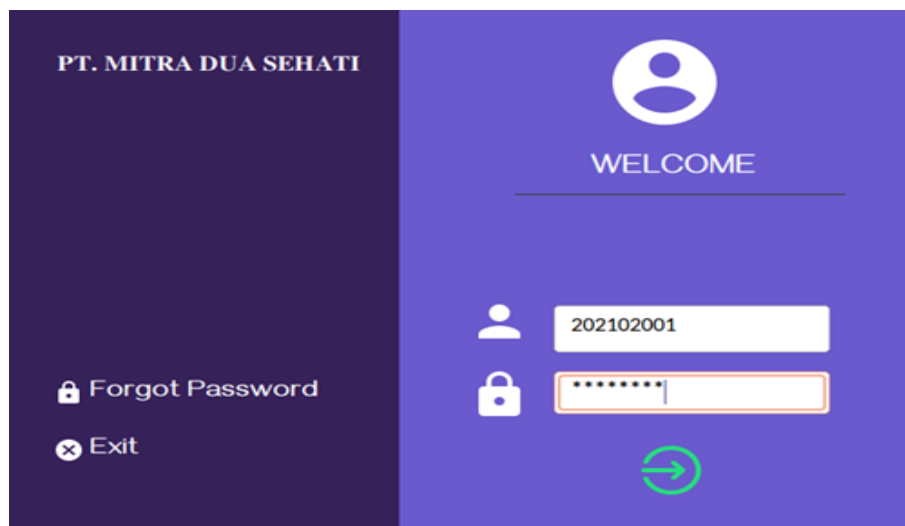 PT. MITRA DUA SEHATI
WELCOME
202102001
********
Forgot Password
Exit